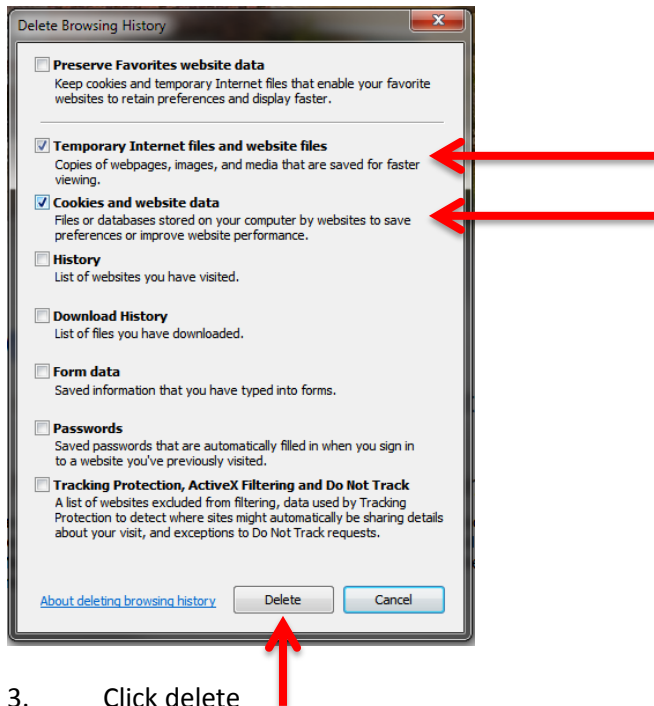 Delete Browsing History
Preserve Favorites website data
Keep cookies and temporary Internet files that enable your favorite
websites to retain preferences and display faster.
Temporary Internet files and website files
Copies of webpages, images, and media that are saved for faster
viewing.
Cookies and website data
Files or databases stored on your computer by websites to save
preferences or improve website performance.
History
List of websites you have visited.
Download History
List of files you have downloaded.
Form data
Saved information that you have typed into forms.
Passwords
Saved passwords that are automatically filled in when you sign in
to a website you've previously visited.
Tracking Protection, ActiveX Filtering and Do Not Track
A list of websites excluded from filtering, data used by Tracking
Protection to detect where sites might automatically be sharing details
about your visit, and exceptions to Do Not Track requests.
About deleting browsing history Delete Cancel
3. Click delete